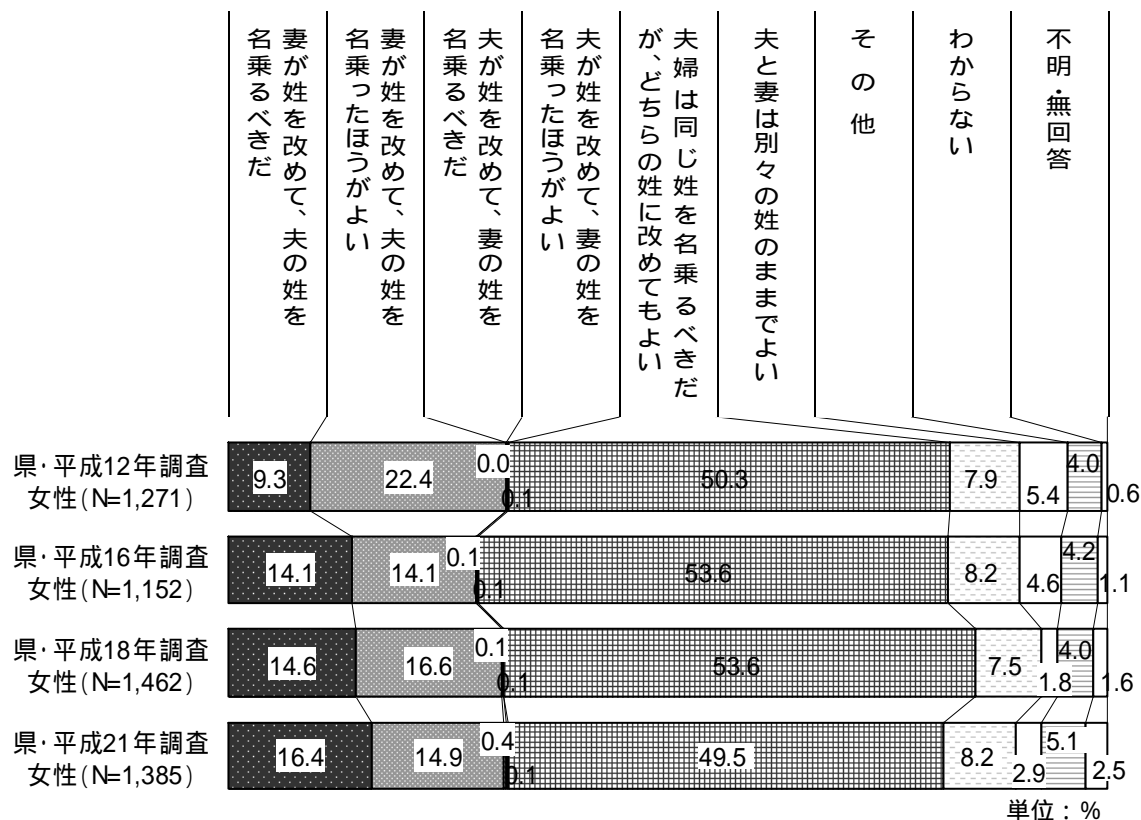 妻が姓を改めて、夫の姓を
名乗るべきだ
妻が姓を改めて、夫の姓を
名乗ったほうがよい
夫が姓を改めて、妻の姓を
名乗るべきだ
夫が姓を改めて、妻の姓を
名乗ったほうがよい
夫婦は同じ姓を名乗るべきだ
が、どちらの姓に改めてもよい
夫と妻は別々の姓のままでよい
その他
わからない
不明・無回答
県・平成12年調査
女性(N=1,271)
9.3
22.4
0.0
0.1
50.3
7.9
5.4
4.0
0.6
県・平成16年調査
女性(N=1,152)
14.1
14.1
0.1
0.1
53.6
8.2
4.6
4.2
1.1
県・平成18年調査
女性(N=1,462)
14.6
16.6
0.1
0.1
53.6
7.5
1.8
4.0
1.6
県・平成21年調査
女性(N=1,385)
16.4
14.9
0.4
0.1
49.5
8.2
2.9
5.1
2.5
単位：%